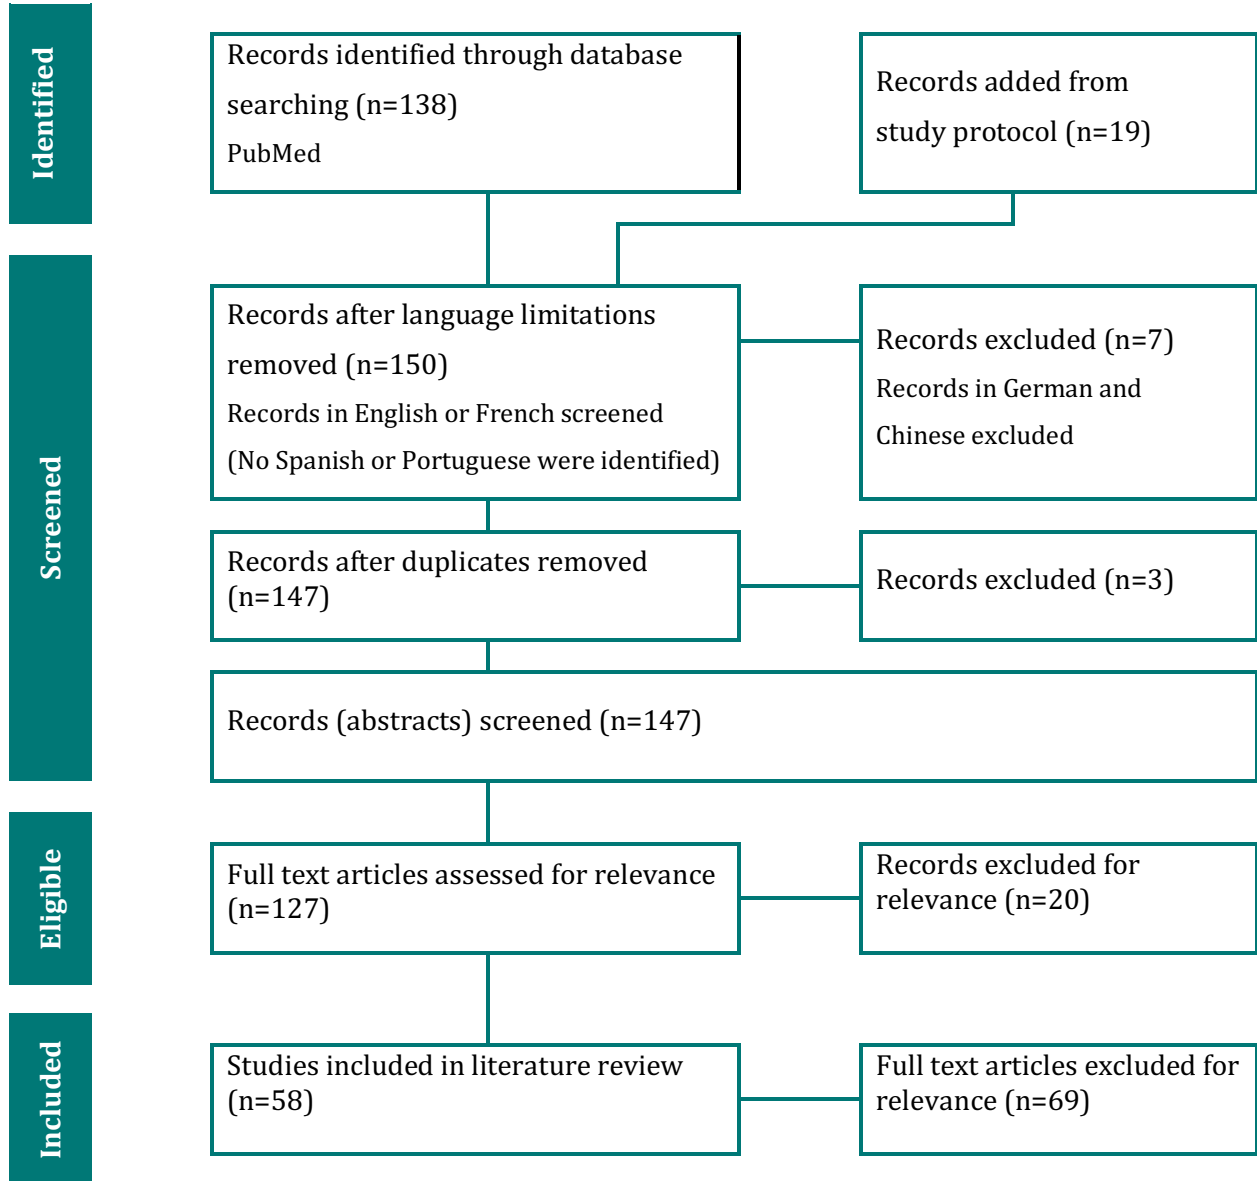 Identified
Records identified through database
searching (n=138)
PubMed
Records added from
study protocol (n=19)
Screened
Records after language limitations
removed (n=150)
Records in English or French screened
(No Spanish or Portuguese were identified)
Records excluded (n=7)
Records in German and
Chinese excluded
Records after duplicates removed
(n=147)
Records excluded (n=3)
Records (abstracts) screened (n=147)
Eligible
Full text articles assessed for relevance
(n=127)
Records excluded for
relevance (n=20)
Included
Studies included in literature review
(n=58)
Full text articles excluded for
relevance (n=69)